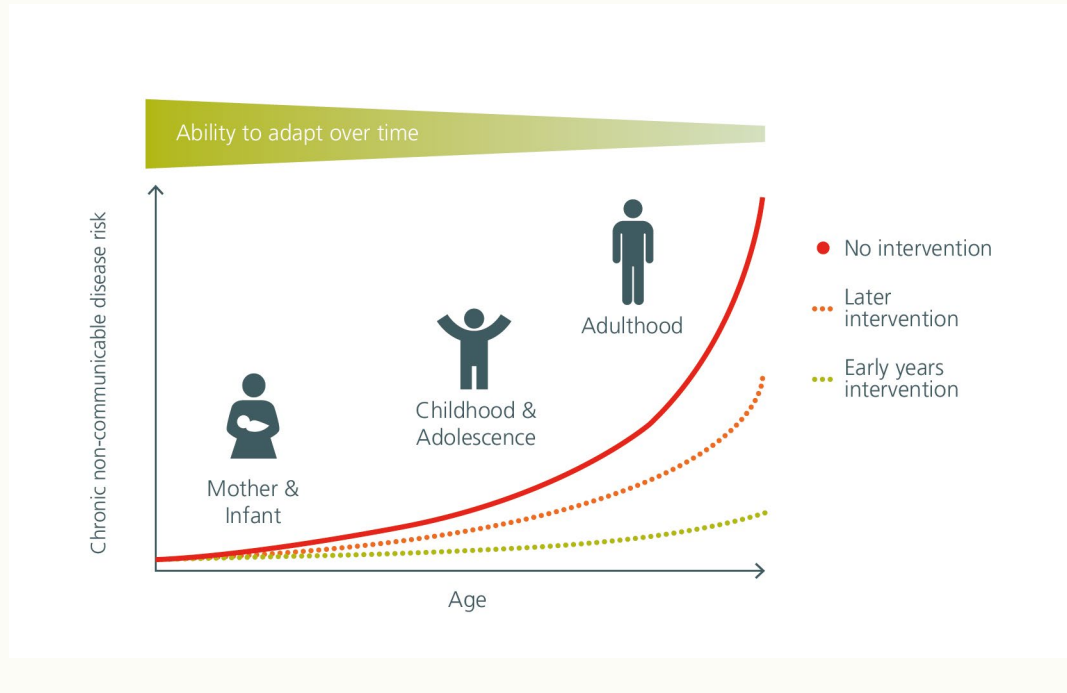 Ability to adapt over time
Chronic non-communicable disease risk
Mother &
Infant
Childhood &
Adolescence
Adulthood
Age
No intervention
Later
intervention
Early years
intervention